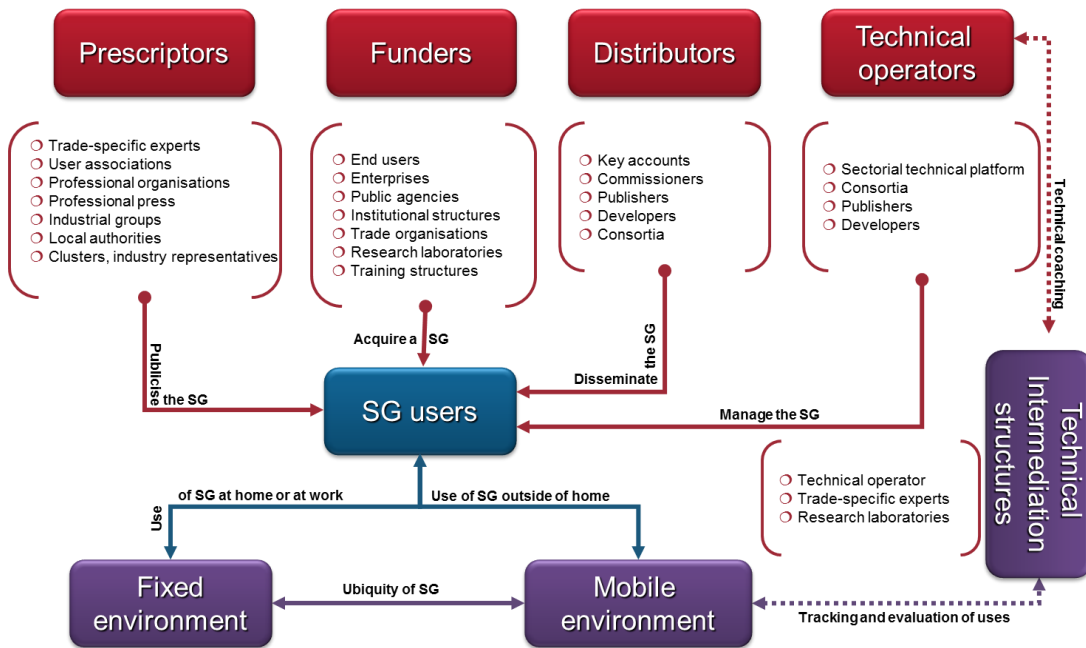 Prescriptors
Funders
Distributors
Technical
operators
Trade-specific experts
User associations
Professional organisations
Professional press
Industrial groups
Local authorities
Clusters, industry representatives
End users
Enterprises
Public agencies
Institutional structures
Trade organisations
Research laboratories
Training structures
Key accounts
Commissioners
Publishers
Developers
Consortia
Sectorial technical platform
Consortia
Publishers
Developers
Technical coaching
Publicise
the SG
Acquire a SG
Disseminate
the SG
Manage the SG
SG users
Technical
Intermediation
structures
Technical operator
Trade-specific experts
Research laboratories
Use
of SG at home or at work
Use of SG outside of home
Fixed
environment
Ubiquity of SG
Mobile
environment
Tracking and evaluation of uses